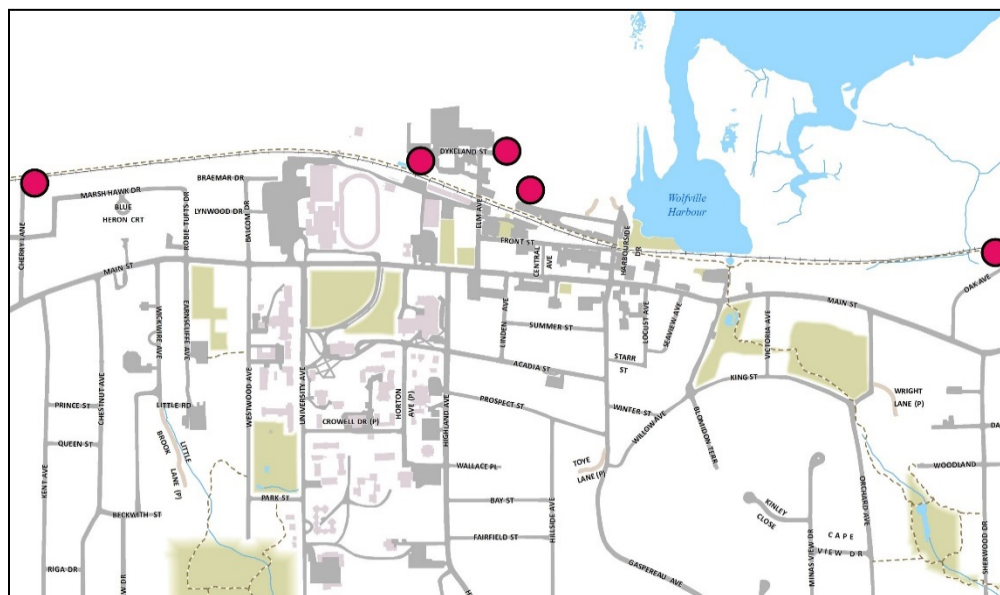 DYKELAND ST
BRAEMAR DR
MARSH HAWK DR
BLUE
HERON CRT
LYNWOOD DR
ROBIE TUFTS DR
BALCOM DR
CHERRY LANE
ELM AVE
Wolfville
Harbour
FRONT ST
CENTRAL
AVE
HARBOURSIDE
DR
MAIN ST
MAIN ST
OAK AVE
WICKWIRE AVE
EARNSCLIFFE AVE
LINDEN AVE
SUMMER ST
LOCUST AVE
SEAVIEW AVE
VICTORIA AVE
STARR
ST
ACADIA ST
KING ST
PRINCE ST
CHESTNUT AVE
LITTLE RD
WESTWOOD AVE
UNIVERSITY AVE
HORTON
AVE (P)
CROWELL DR (P)
HIGHLAND AVE
PROSPECT ST
WINTER ST
WILLOW AVE
BLOMIDON TERR
WRIGHT
LANE (P)
QUEEN ST
KENT AVE
LITTLE
BROOK
LANE (P)
DA
WALLACE PL
TOYE
LANE (P)
WOODLAND
PARK ST
BAY ST
HILLSIDE AVE
KINLEY
CLOSE
ORCHARD AVE
BECKWITH ST
FAIRFIELD ST
CAPE
VIEW DR
MINAS VIEW DR
SHERWOOD DR
RIGA DR
W DR
H
GASPEREAU AVE